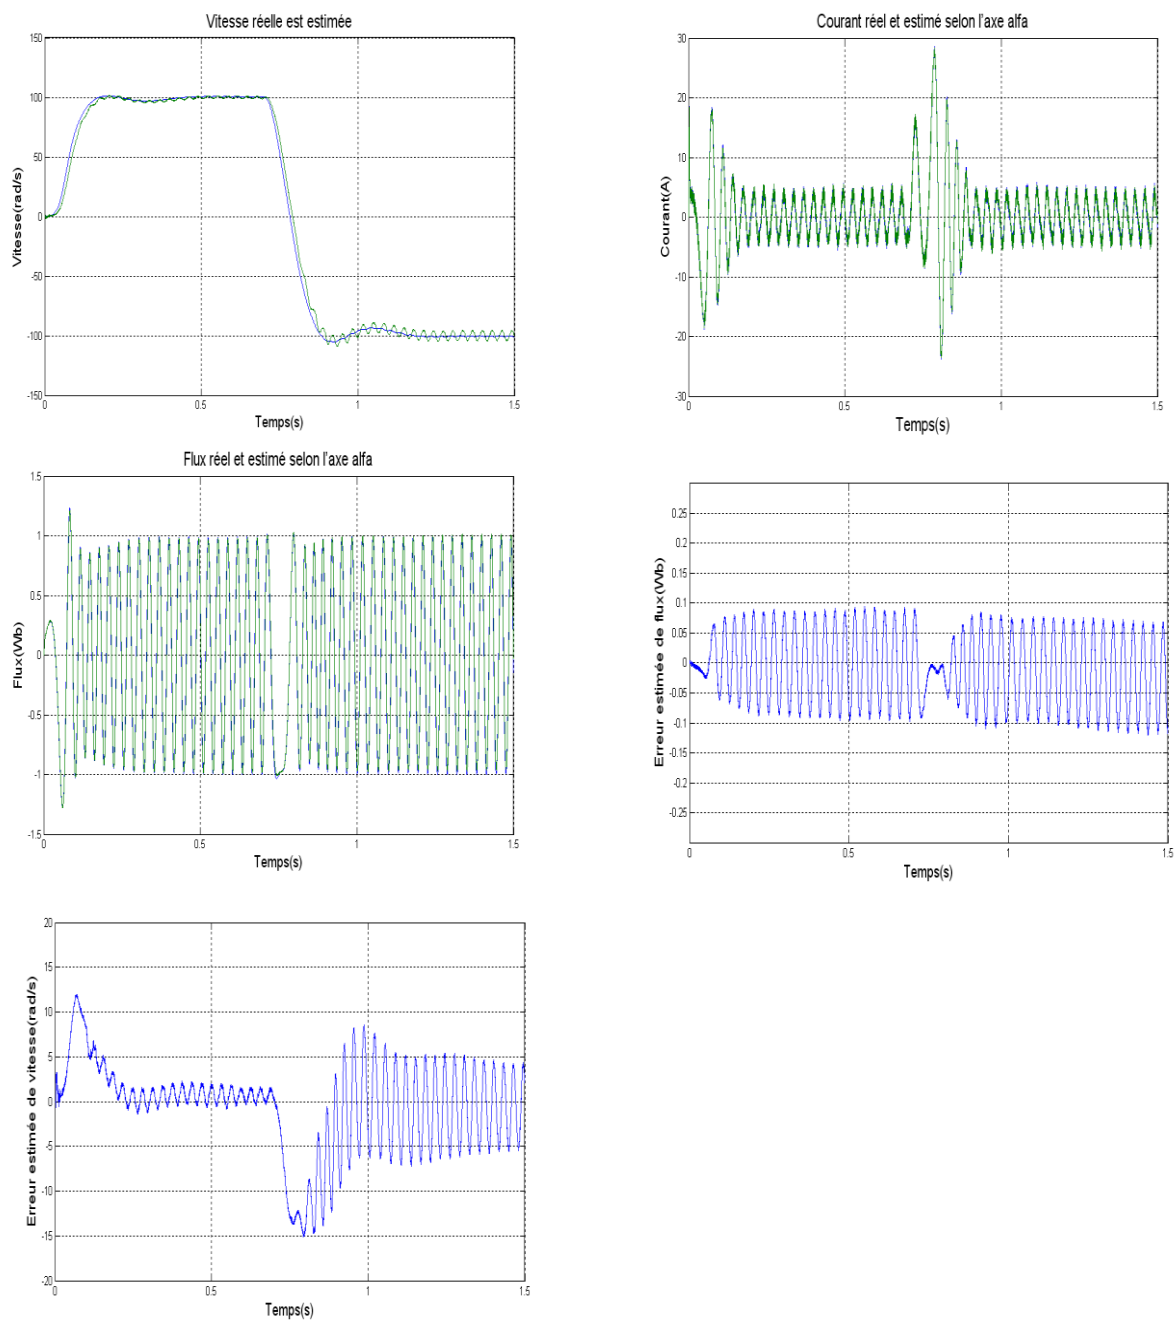 Vitesse réelle est estimée
150
100
50
0
-50
-100
-150
0 0.5 1 1.5
Vitesse(rad/s)
Temps(s)
Courant réel et estimé selon l'axe alfa
30
20
10
0
-10
-20
-30
0 0.5 1 1.5
Courant(A)
Temps(s)
Flux réel et estimé selon l'axe alfa
1.5
1
0.5
0
-0.5
-1
-1.5
0 0.5 1 1.5
Flux(Wb)
Temps(s)
0.25
0.2
0.15
0.1
0.05
0
-0.05
-0.1
-0.15
-0.2
-0.25
0 0.5 1 1.5
Erreur estimée de flux(Wb)
Temps(s)
20
15
10
5
0
-5
-10
-15
-20
0 0.5 1 1.5
Erreur estimée de vitesse(rad/s)
Temps(s)